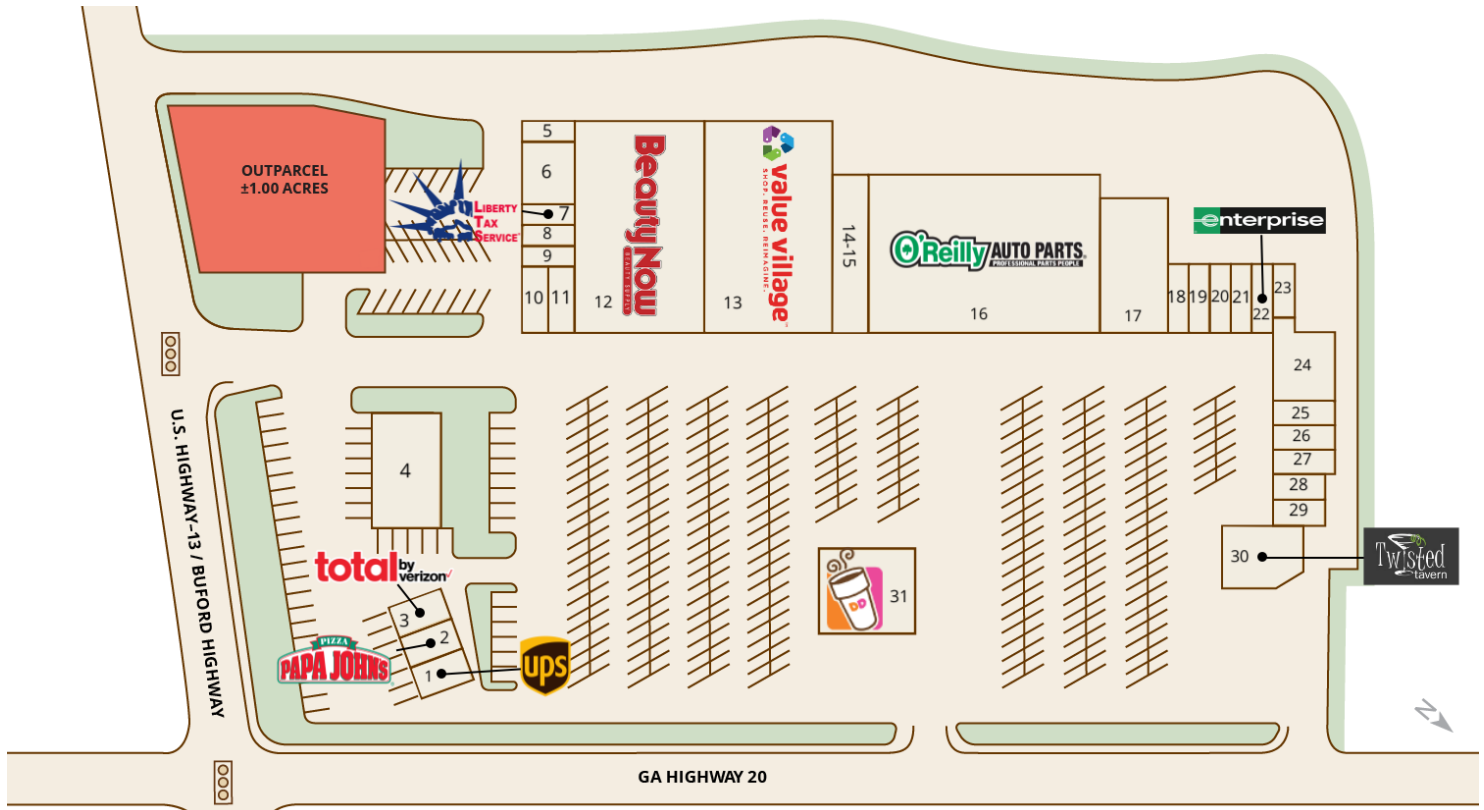 OUTPARCEL
±1.00 ACRES
LIBERTY
TAX
SERVICE
5
6
7
8
9
10
11
12
BeautyNow
BEAUTY SUPPLY
13
value village™
SHOP. REUSE. REIMAGINE.
14-15
O'Reilly AUTO PARTS
PROFESSIONAL PARTS PEOPLE
16
17
18
19
20
21
22
23
enterprise
24
25
26
27
28
29
30
Twisted
tavern
31
DD
4
total by
verizon
3
2
1
PIZZA
PAPA JOHNS
ups
U.S. HIGHWAY-13 / BUFORD HIGHWAY
GA HIGHWAY 20
N